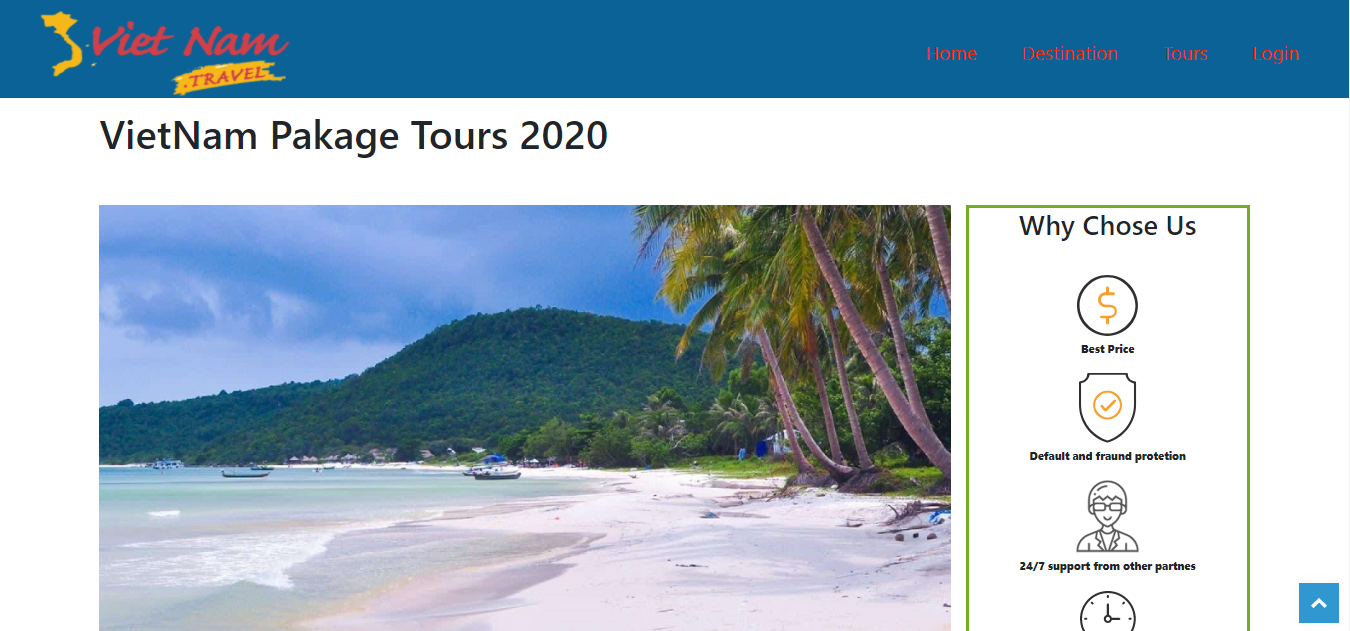 Viet Nam
.TRAVEL
Home
Destination
Tours
Login
VietNam Pakage Tours 2020
Why Chose Us
$
Best Price
Default and fraund protetion
24/7 support from other partnes